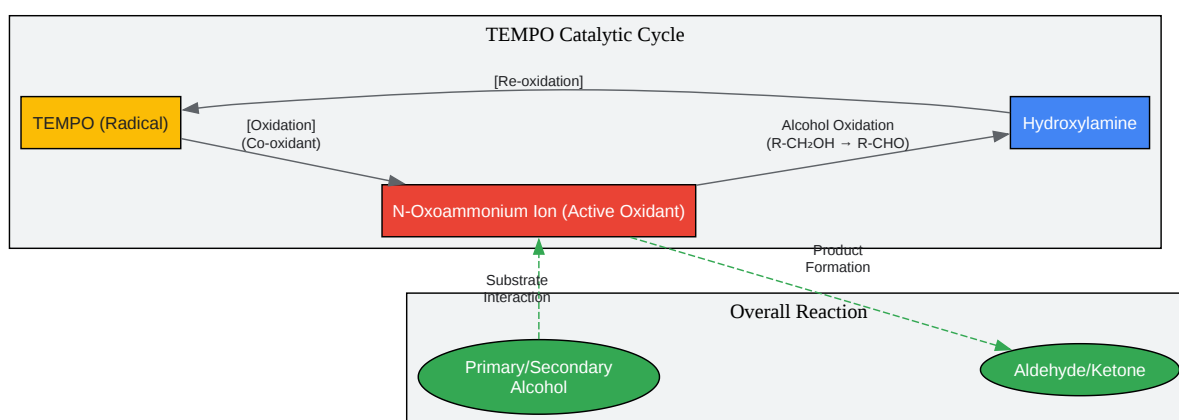 TEMPO Catalytic Cycle
[Re-oxidation]
TEMPO (Radical)
[Oxidation]
(Co-oxidant)
Alcohol Oxidation
(R-CH₂OH → R-CHO)
Hydroxylamine
N-Oxoammonium Ion (Active Oxidant)
Product
Formation
Substrate
Interaction
Overall Reaction
Primary/Secondary
Alcohol
Aldehyde/Ketone